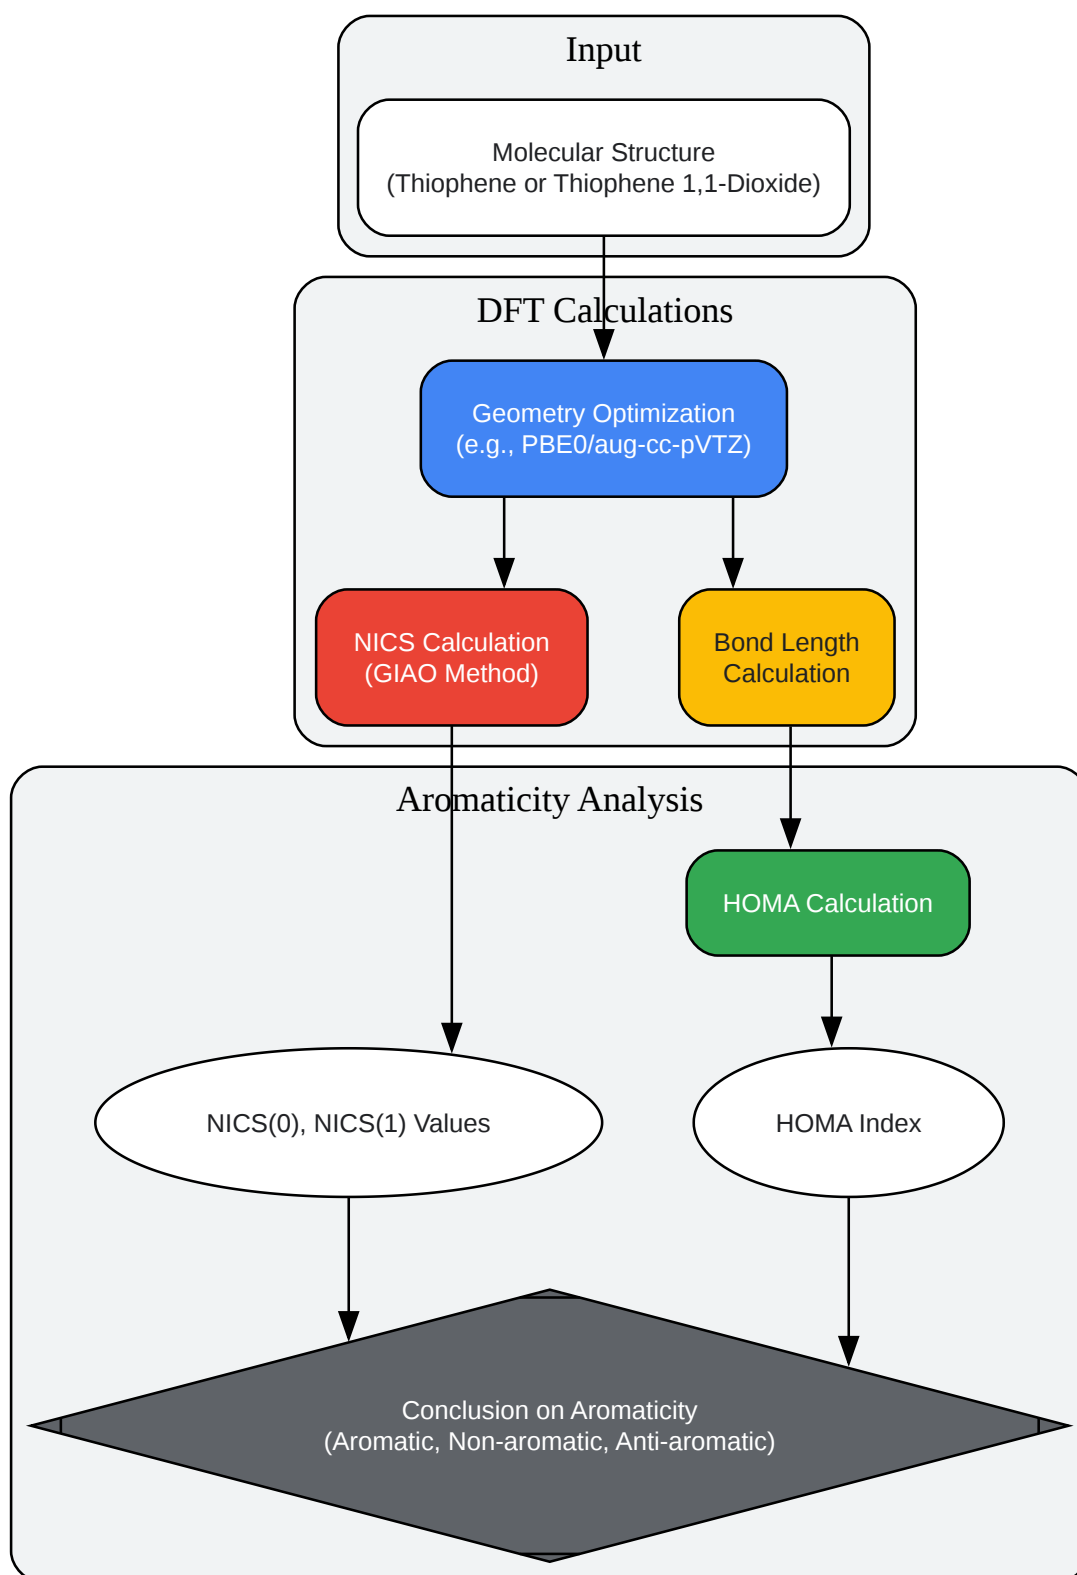 Input
Molecular Structure
(Thiophene or Thiophene 1,1-Dioxide)
DFT Calculations
Geometry Optimization
(e.g., PBE0/aug-cc-pVTZ)
NICS Calculation
(GIAO Method)
Bond Length
Calculation
Aromaticity Analysis
HOMA Calculation
NICS(0), NICS(1) Values
HOMA Index
Conclusion on Aromaticity
(Aromatic, Non-aromatic, Anti-aromatic)